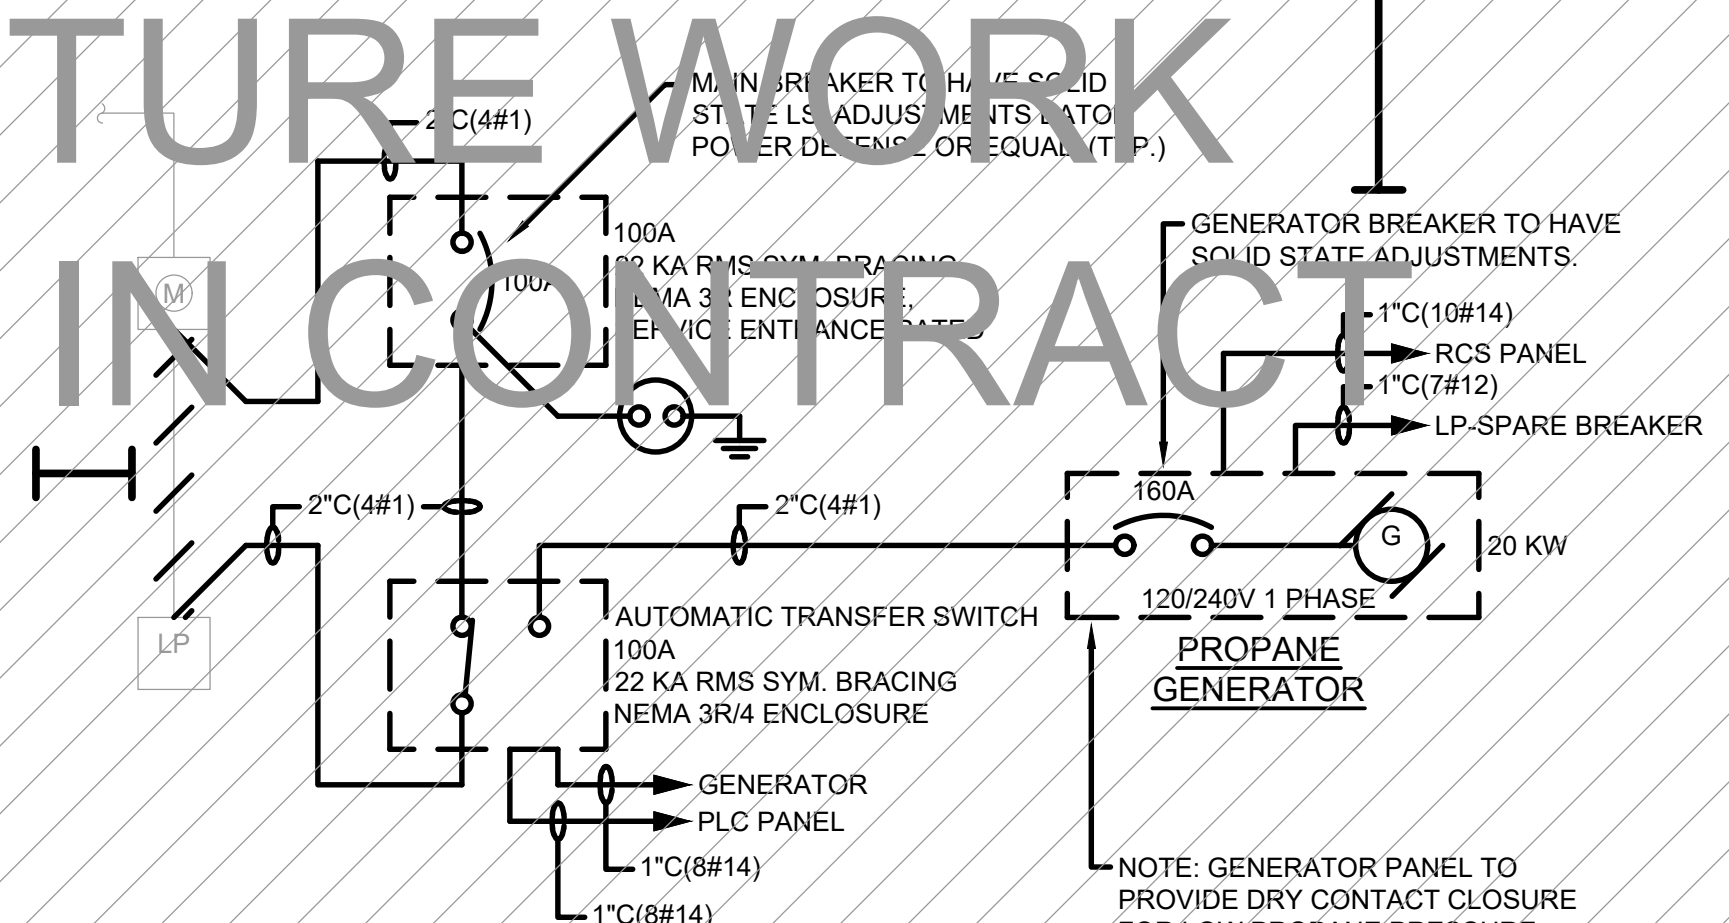 TURE WORK
IN CONTRACT
MAIN BREAKER TO HAVE SOLID
STATE LSI ADJUSTMENTS EATON
POWER DEFENSE OR EQUAL (TYP.)
2"C(4#1)
100A
22 KA RMS SYM. BRACING
NEMA 3R ENCLOSURE,
SERVICE ENTRANCE RATED
100A
M
GENERATOR BREAKER TO HAVE
SOLID STATE ADJUSTMENTS.
1"C(10#14)
RCS PANEL
1"C(7#12)
LP-SPARE BREAKER
2"C(4#1)
2"C(4#1)
160A
G
20 KW
120/240V 1 PHASE
PROPANE
GENERATOR
LP
AUTOMATIC TRANSFER SWITCH
100A
22 KA RMS SYM. BRACING
NEMA 3R/4 ENCLOSURE
GENERATOR
PLC PANEL
1"C(8#14)
1"C(8#14)
NOTE: GENERATOR PANEL TO
PROVIDE DRY CONTACT CLOSURE
FOR LOW PROPANE PRESSURE